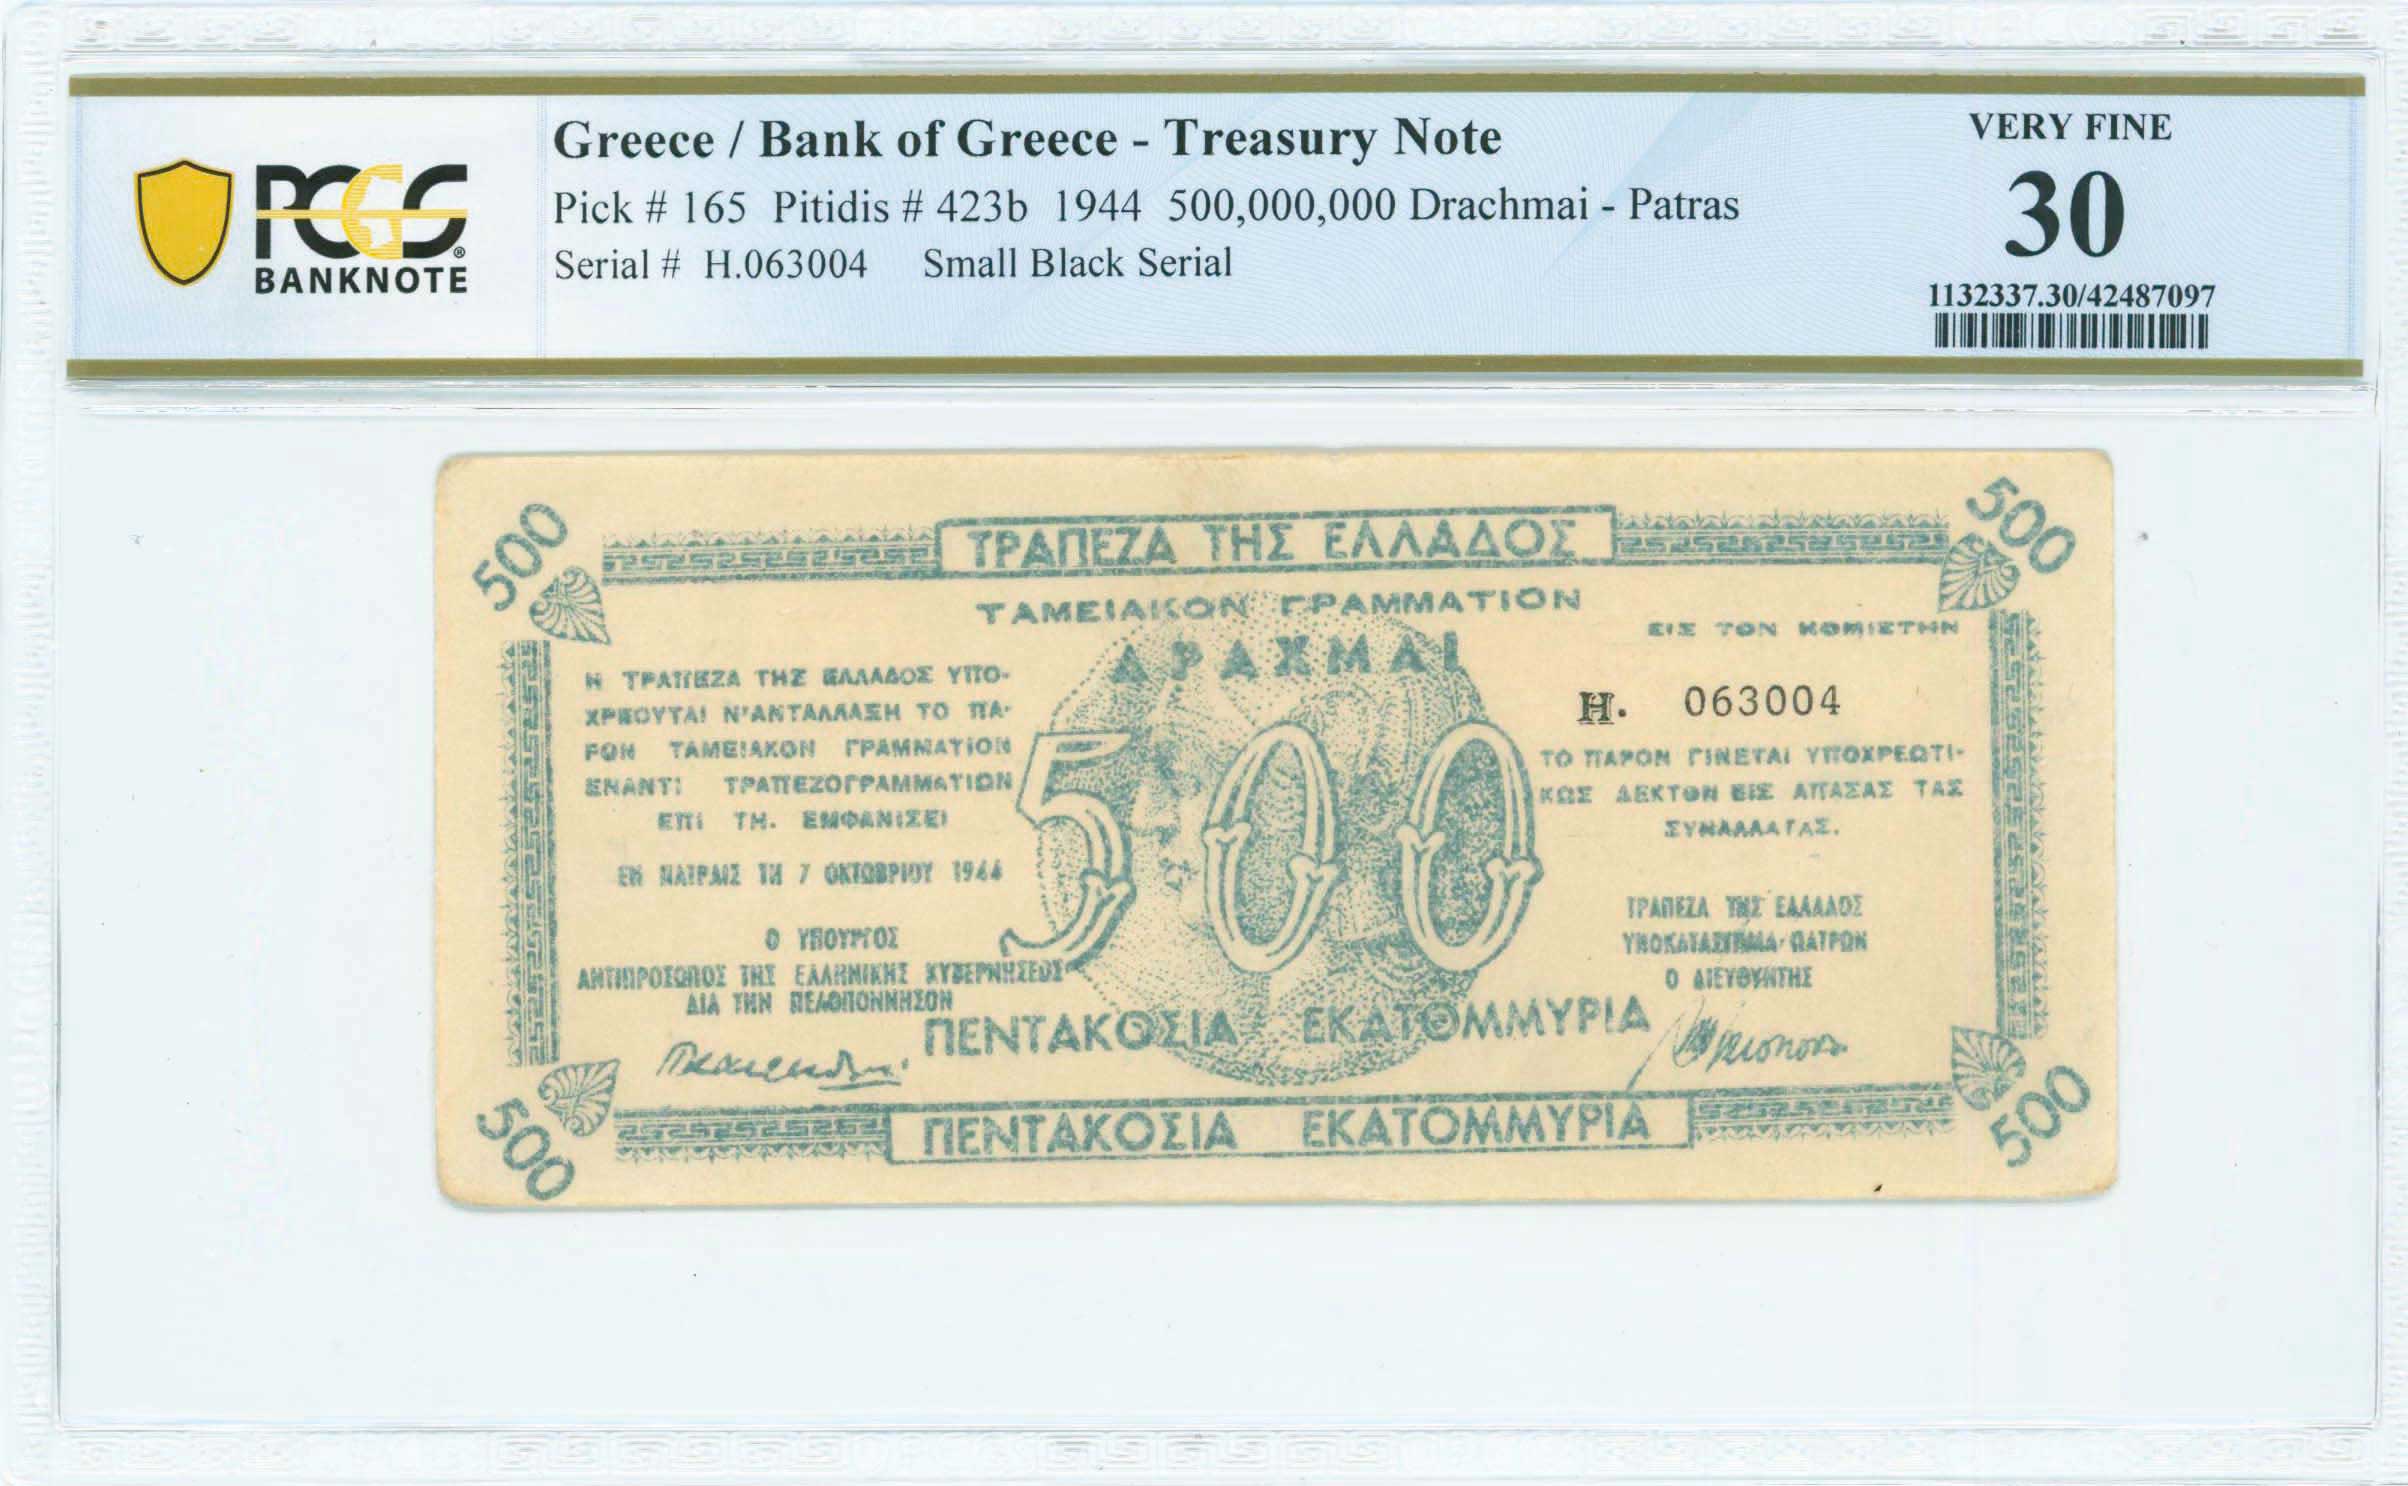 Greece / Bank of Greece - Treasury Note
Pick # 165 Pitidis # 423b 1944 500,000,000 Drachmai - Patras
Serial # H.063004 Small Black Serial
VERY FINE
30
1132337.30/42487097
PCGS
BANKNOTE
500
500
ΤΡΑΠΕΖΑ ΤΗΣ ΕΛΛΑΔΟΣ
ΤΑΜΕΙΑΚΟΝ ΓΡΑΜΜΑΤΙΟΝ
ΔΡΑΧΜΑΙ
ΕΙΣ ΤΟΝ ΚΟΜΙΣΤΗΝ
Η ΤΡΑΠΕΖΑ ΤΗΣ ΕΛΛΑΔΟΣ ΥΠΟ-
ΧΡΕΟΥΤΑΙ Ν'ΑΝΤΑΛΛΑΣΗ ΤΟ ΠΑ-
ΡΟΝ ΤΑΜΕΙΑΚΟΝ ΓΡΑΜΜΑΤΙΟΝ
ΕΝΑΝΤΙ ΤΡΑΠΕΖΟΓΡΑΜΜΑΤΙΩΝ
ΕΠΙ ΤΗ. ΕΜΦΑΝΙΣΕΙ
ΕΝ ΠΑΤΡΑΙΣ ΤΗ 7 ΟΚΤΩΒΡΙΟΥ 1944
Ο ΥΠΟΥΡΓΟΣ
ΑΝΤΙΠΡΟΣΩΠΟΣ ΤΗΣ ΕΛΛΗΝΙΚΗΣ ΚΥΒΕΡΝΗΣΕΩΣ
ΔΙΑ ΤΗΝ ΠΕΛΟΠΟΝΝΗΣΟΝ
500
H. 063004
ΤΟ ΠΑΡΟΝ ΓΙΝΕΤΑΙ ΥΠΟΧΡΕΩΤΙ-
ΚΩΣ ΔΕΚΤΟΝ ΕΙΣ ΑΠΑΣΑΣ ΤΑΣ
ΣΥΝΑΛΛΑΓΑΣ.
ΤΡΑΠΕΖΑ ΤΗΣ ΕΛΛΑΔΟΣ
ΥΠΟΚΑΤΑΣΤΗΜΑ ΠΑΤΡΩΝ
Ο ΔΙΕΥΘΥΝΤΗΣ
ΠΕΝΤΑΚΟΣΙΑ ΕΚΑΤΟΜΜΥΡΙΑ
ΠΕΝΤΑΚΟΣΙΑ ΕΚΑΤΟΜΜΥΡΙΑ
500
500